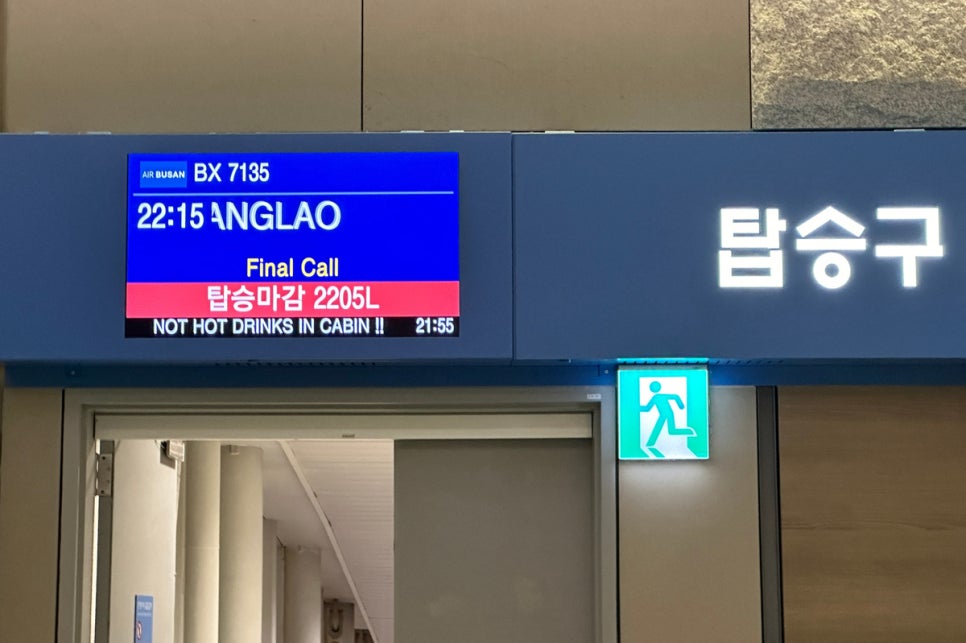 AIR BUSAN BX 7135
22:15 ANGLAO
Final Call
탑승마감 2205L
NOT HOT DRINKS IN CABIN !! 21:55
탑승구